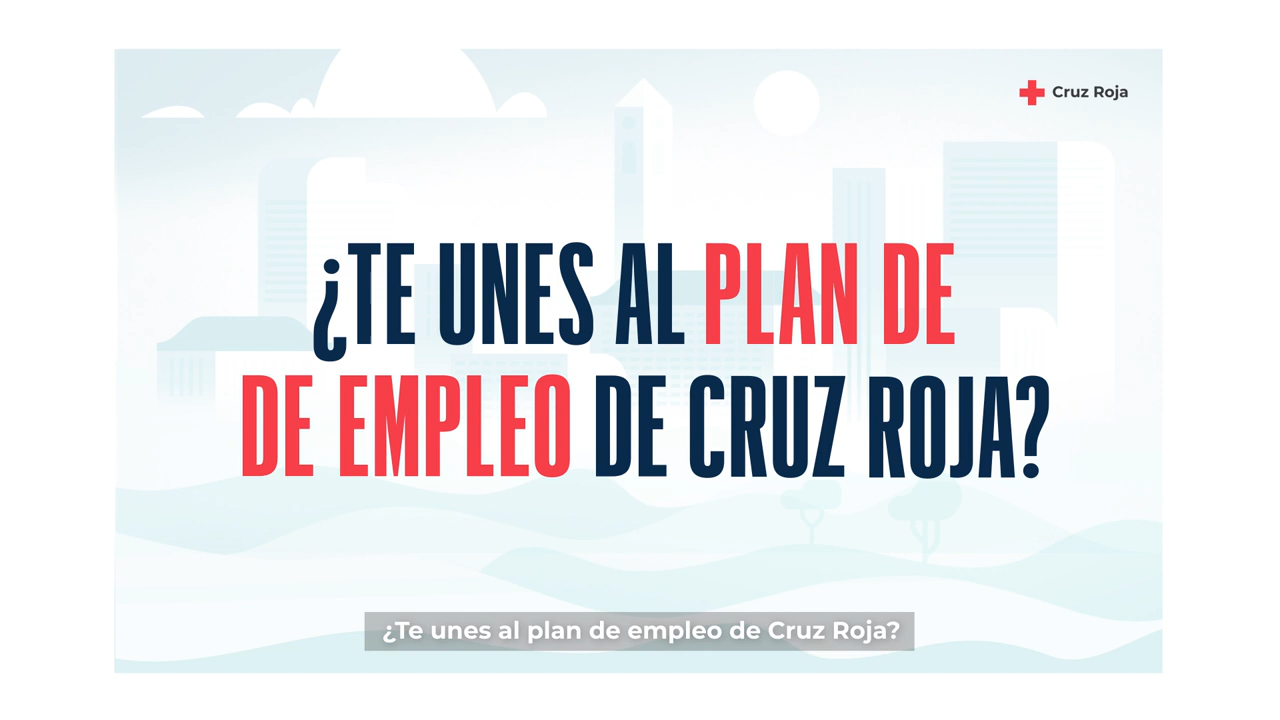 Cruz Roja
¿TE UNES AL PLAN DE
DE EMPLEO DE CRUZ ROJA?
¿Te unes al plan de empleo de Cruz Roja?